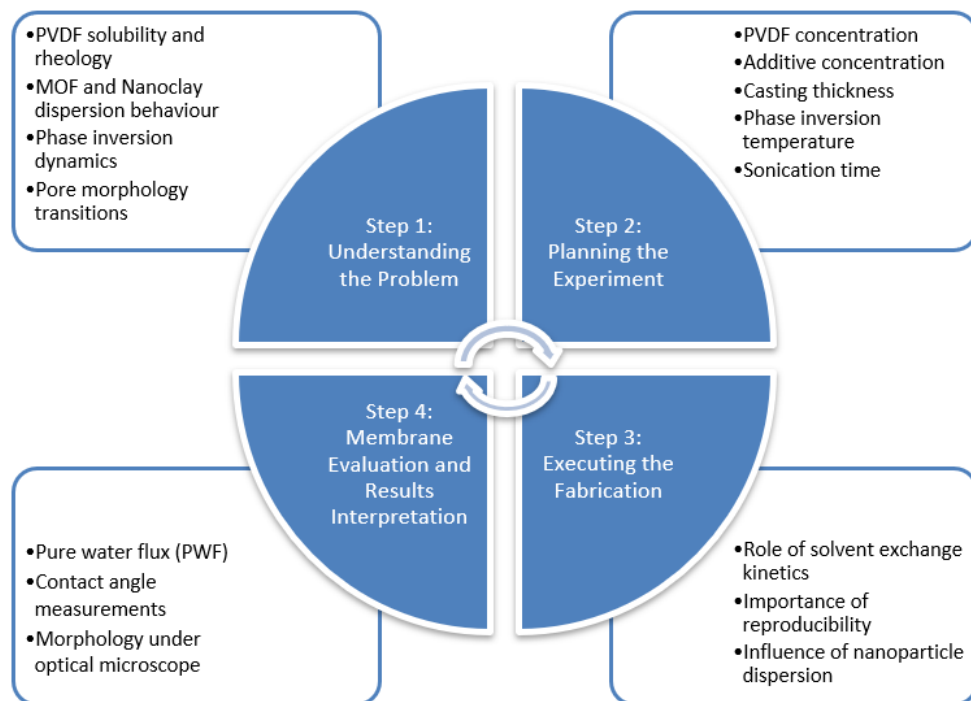 •PVDF solubility and
rheology
•MOF and Nanoclay
dispersion behaviour
•Phase inversion
dynamics
•Pore morphology
transitions
•PVDF concentration
•Additive concentration
•Casting thickness
•Phase inversion
temperature
•Sonication time
Step 1:
Understanding
the Problem
Step 2:
Planning the
Experiment
Step 4:
Membrane
Evaluation and
Results
Interpretation
Step 3:
Executing the
Fabrication
•Pure water flux (PWF)
•Contact angle
measurements
•Morphology under
optical microscope
•Role of solvent exchange
kinetics
•Importance of
reproducibility
•Influence of nanoparticle
dispersion